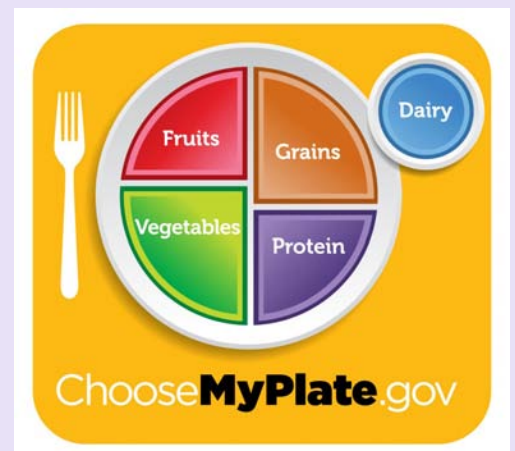 Fruits
Grains
Dairy
Vegetables
Protein
ChooseMyPlate.gov